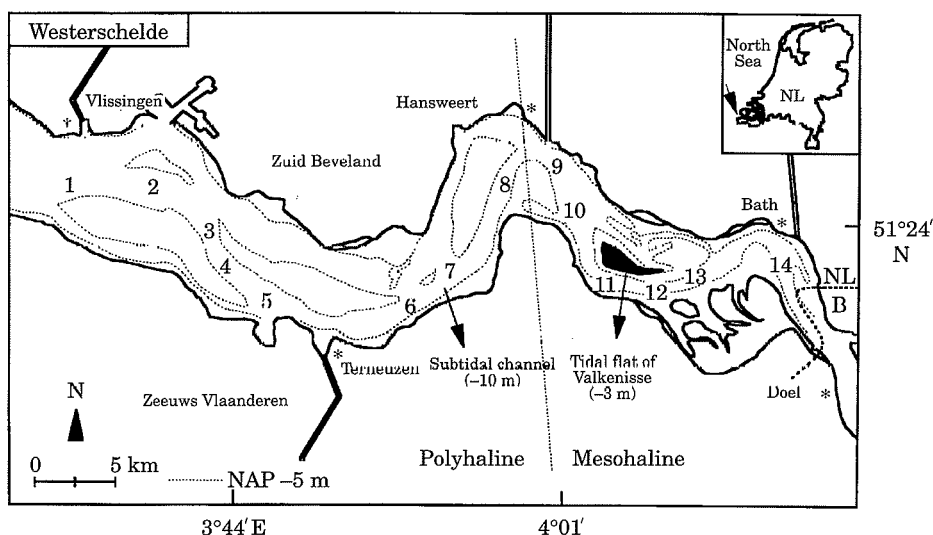 Westerschelde
Vlissingen
Hansweert
Zuid Beveland
North
Sea
NL
1
2
3
4
5
6
7
8
9
10
11
12
13
14
Bath
51°24′
N
NL
B
Terneuzen
Subtidal channel
(–10 m)
Tidal flat of
Valkenisse
(–3 m)
Doel
N
Zeeuws Vlaanderen
Polyhaline
Mesohaline
0 5 km
NAP –5 m
3°44′ E
4°01′